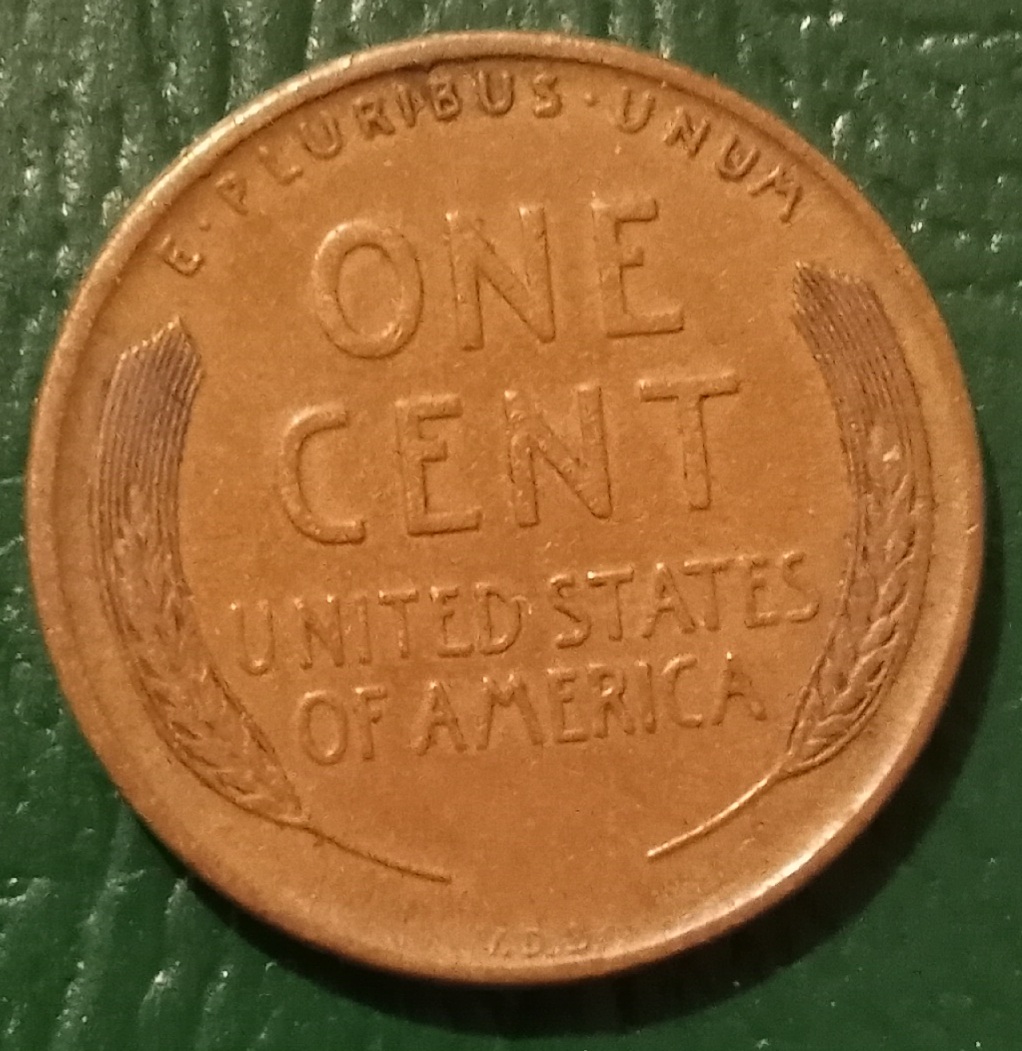 E·PLURIBUS·UNUM
ONE
CENT
UNITED STATES
OF AMERICA
V.D.B.